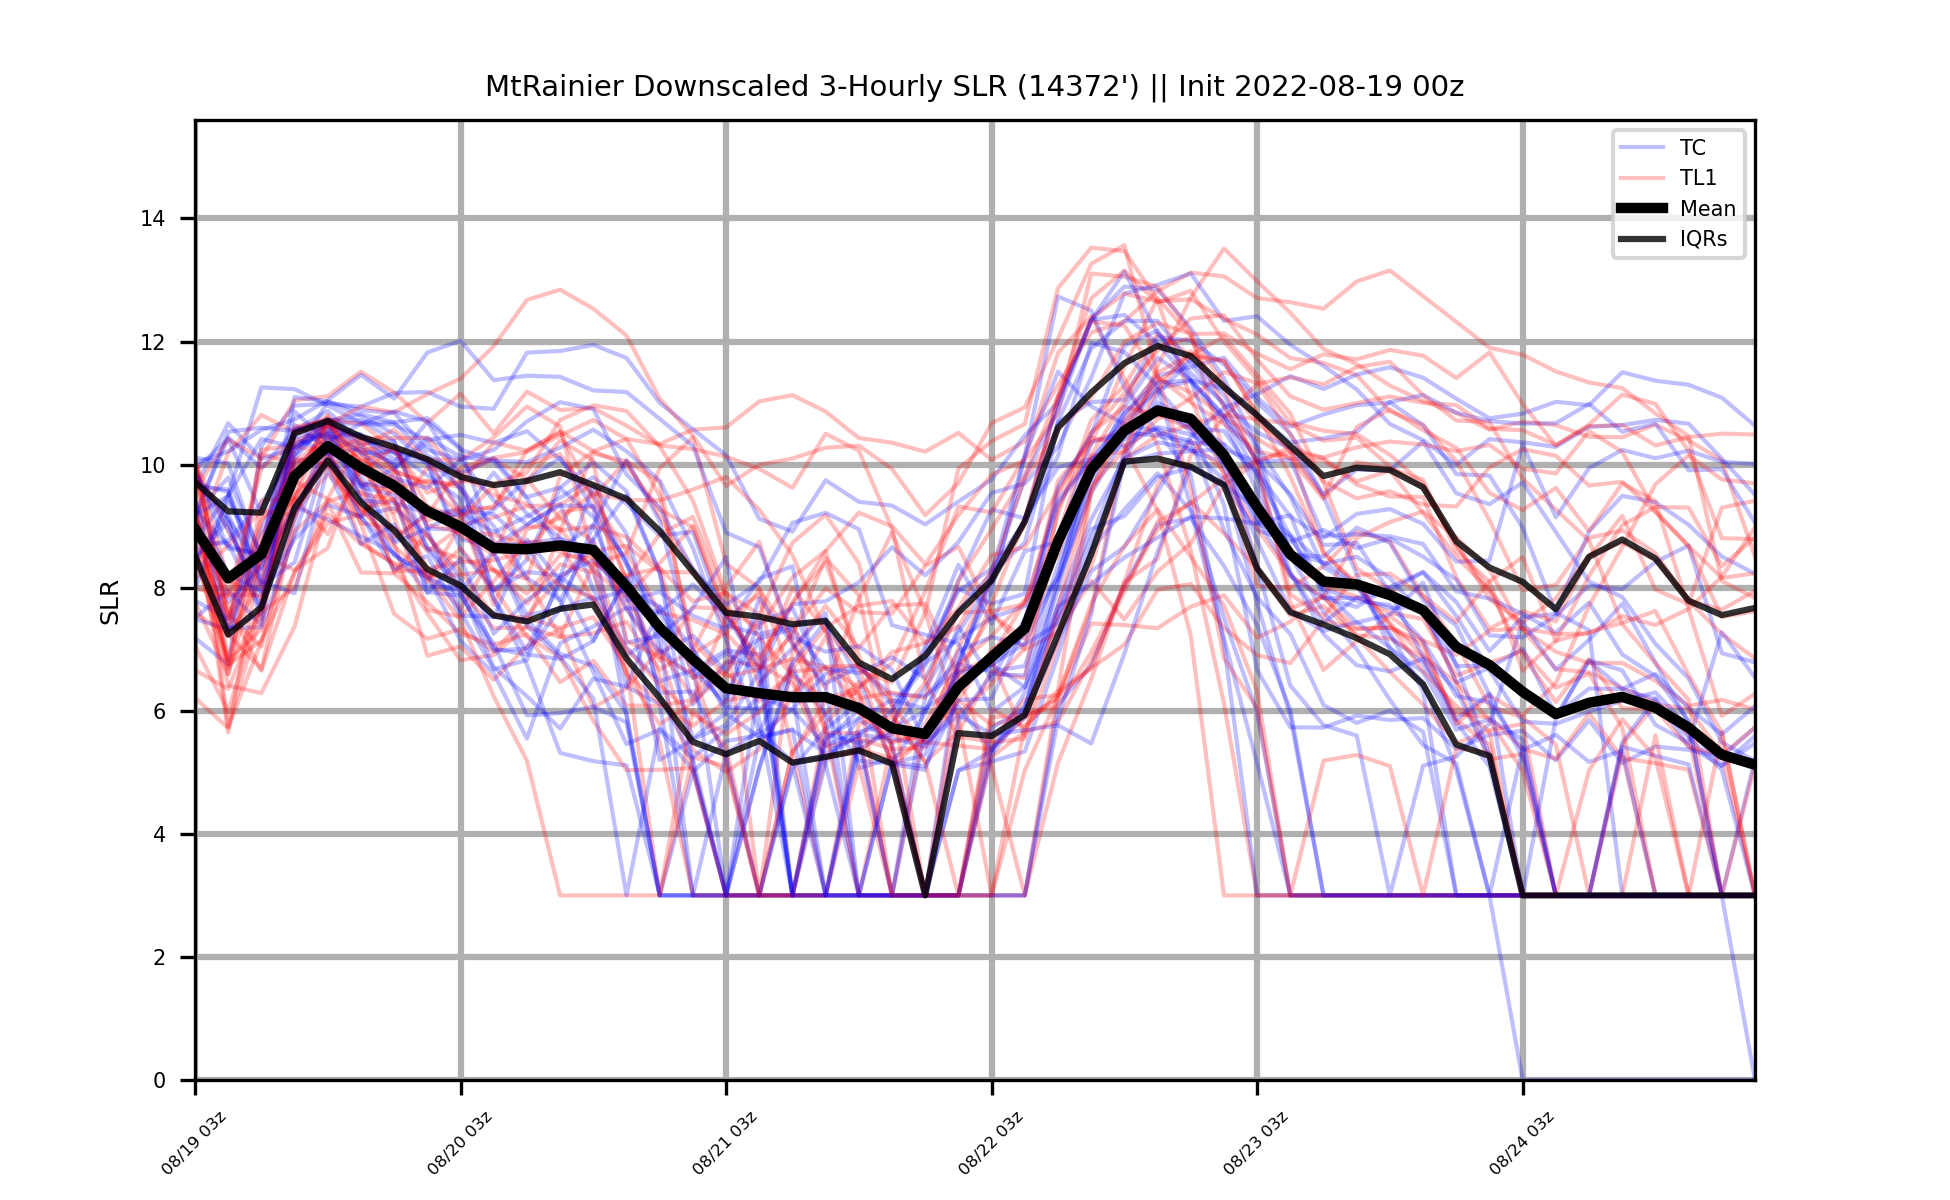 MtRainier Downscaled 3-Hourly SLR (14372') || Init 2022-08-19 00z
TC
TL1
Mean
IQRs
SLR
14
12
10
8
6
4
2
0
08/19 03z
08/20 03z
08/21 03z
08/22 03z
08/23 03z
08/24 03z